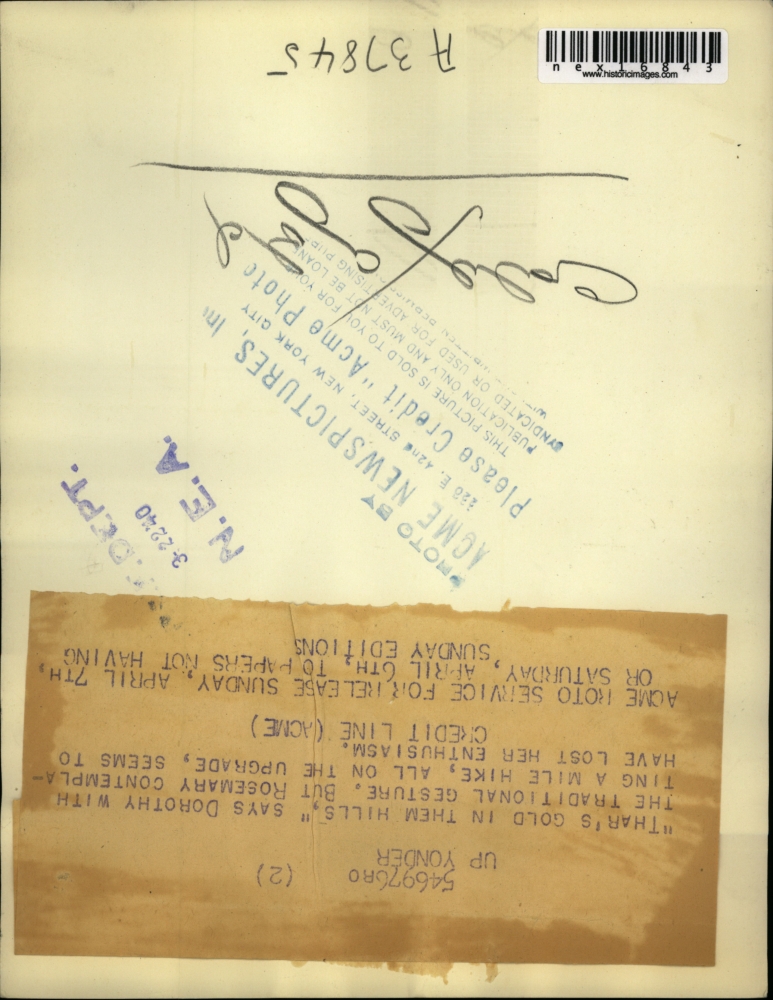 546976RO (2)
UP YONDER
"THAR'S GOLD IN THEM HILLS," SAYS DOROTHY WITH
THE TRADITIONAL GESTURE. BUT ROSEMARY CONTEMPLA-
TING A MILE HIKE, ALL ON THE UPGRADE, SEEMS TO
HAVE LOST HER ENTHUSIASM.
CREDIT LINE (ACME)
ACME ROTO SERVICE FOR RELEASE SUNDAY, APRIL 7TH,
OR SATURDAY, APRIL 6TH, TO PAPERS NOT HAVING
SUNDAY EDITIONS
DEPT.
3-22-40
N.E.A.
PHOTO BY
ACME NEWSPICTURES, Inc
220 E. 42nd STREET, NEW YORK CITY
Please Credit "Acme Photo
THIS PICTURE IS SOLD TO YOU FOR YOUR
PUBLICATION ONLY AND MUST NOT BE LOANED
SYNDICATED OR USED FOR ADVERTISING
A37845
nex16843
www.historicimages.com